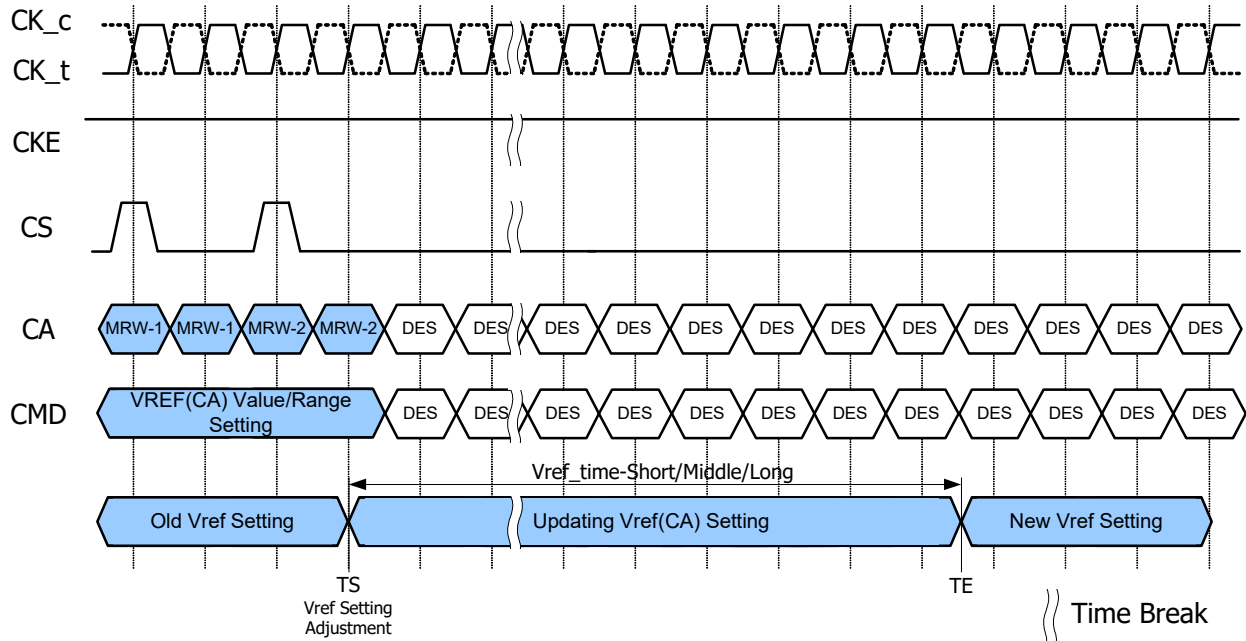 CK_c
CK_t
CKE
CS
CA MRW-1 MRW-1 MRW-2 MRW-2 DES DES DES DES DES DES DES DES DES DES DES DES
CMD VREF(CA) Value/Range Setting DES DES DES DES DES DES DES DES DES DES DES DES
Vref_time-Short/Middle/Long
Old Vref Setting Updating Vref(CA) Setting New Vref Setting
TS TE
Vref Setting
Adjustment
Time Break